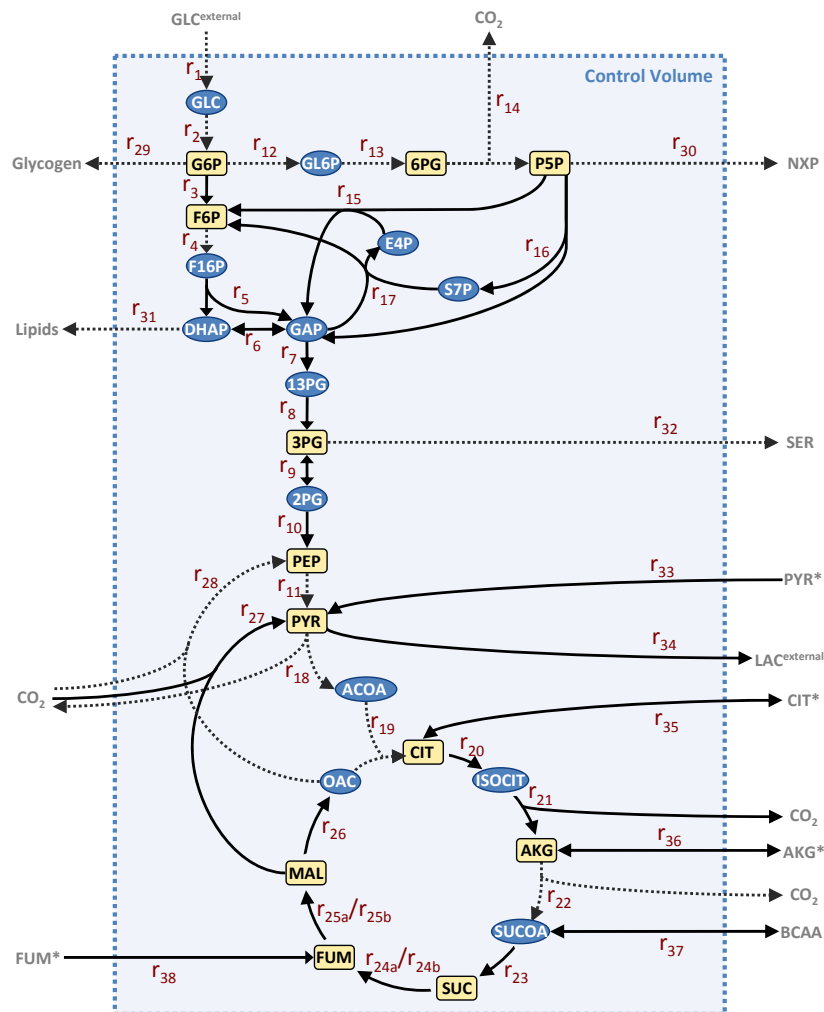 GLC^external
CO₂
r₁
Control Volume
GLC
r₁₄
r₂
Glycogen
r₂₉
G6P
r₁₂
GL6P
r₁₃
6PG
P5P
r₃₀
NXP
r₃
r₁₅
F6P
r₄
E4P
r₁₆
F16P
r₅
S7P
r₁₇
Lipids
r₃₁
DHAP
r₆
GAP
r₇
13PG
r₈
3PG
r₃₂
SER
r₉
2PG
r₁₀
PEP
r₂₈
r₁₁
r₃₃
PYR*
r₂₇
PYR
r₃₄
LAC^external
r₁₈
CO₂
ACOA
CIT*
r₁₉
r₃₅
CIT
r₂₀
OAC
ISOCIT
r₂₁
CO₂
r₂₆
AKG
r₃₆
AKG*
MAL
r₂₂
CO₂
r₂₅ₐ/r₂₅b
SUCOA
BCAA
r₃₇
FUM*
r₃₈
FUM
r₂₄ₐ/r₂₄b
r₂₃
SUC